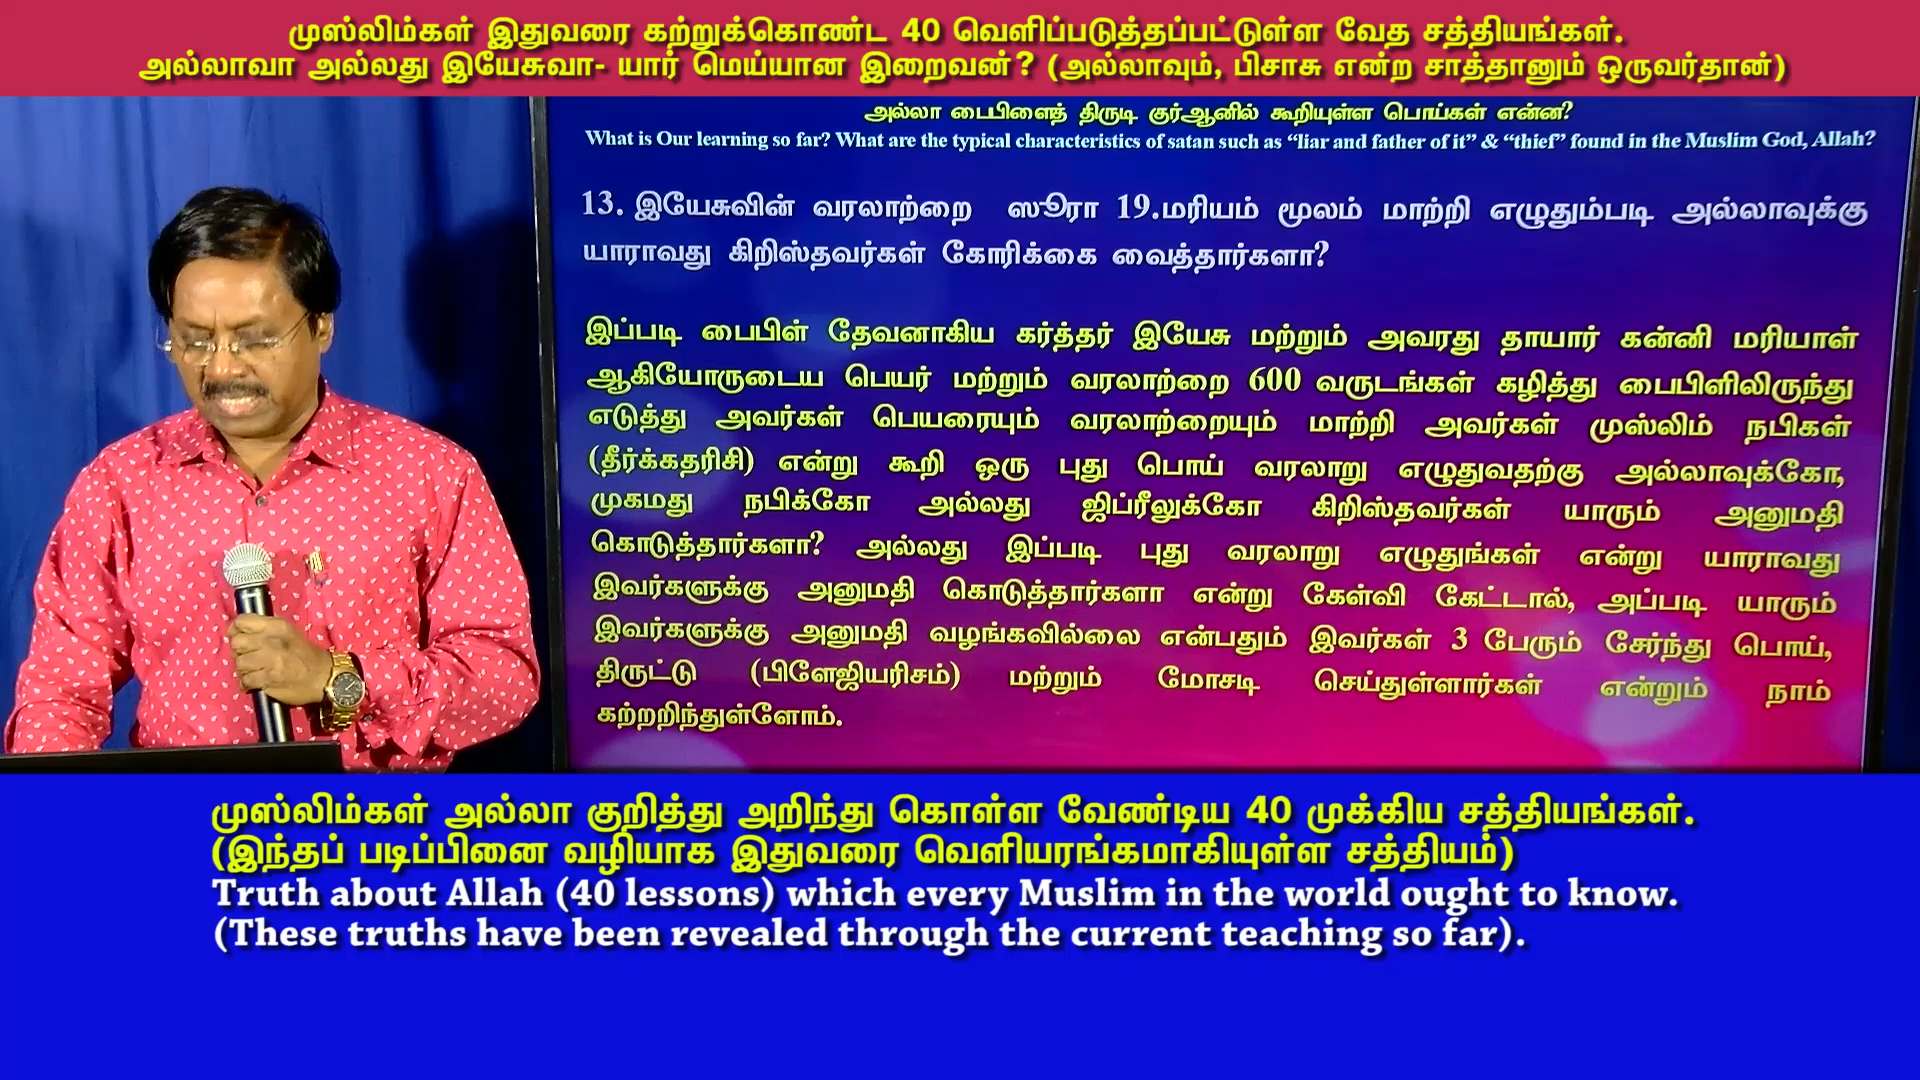 முஸ்லிம்கள் இதுவரை கற்றுக்கொண்ட 40 வெளிப்படுத்தப்பட்டுள்ள வேத சத்தியங்கள்.
அல்லாவா அல்லது இயேசுவா- யார் மெய்யான இறைவன்? (அல்லாவும், பிசாசு என்ற சாத்தானும் ஒருவர்தான்)
அல்லா பைபிளைத் திருடி குர்ஆனில் கூறியுள்ள பொய்கள் என்ன?
What is Our learning so far? What are the typical characteristics of satan such as “liar and father of it” & “thief” found in the Muslim God, Allah?
13. இயேசுவின் வரலாற்றை ஸூரா 19.மரியம் மூலம் மாற்றி எழுதும்படி அல்லாவுக்கு
யாராவது கிறிஸ்தவர்கள் கோரிக்கை வைத்தார்களா?
இப்படி பைபிள் தேவனாகிய கர்த்தர் இயேசு மற்றும் அவரது தாயார் கன்னி மரியாள்
ஆகியோருடைய பெயர் மற்றும் வரலாற்றை 600 வருடங்கள் கழித்து பைபிளிலிருந்து
எடுத்து அவர்கள் பெயரையும் வரலாற்றையும் மாற்றி அவர்கள் முஸ்லிம் நபிகள்
(தீர்க்கதரிசி) என்று கூறி ஒரு புது பொய் வரலாறு எழுதுவதற்கு அல்லாவுக்கோ,
முகமது நபிக்கோ அல்லது ஜிப்ரீலுக்கோ கிறிஸ்தவர்கள் யாரும் அனுமதி
கொடுத்தார்களா? அல்லது இப்படி புது வரலாறு எழுதுங்கள் என்று யாராவது
இவர்களுக்கு அனுமதி கொடுத்தார்களா என்று கேள்வி கேட்டால், அப்படி யாரும்
இவர்களுக்கு அனுமதி வழங்கவில்லை என்பதும் இவர்கள் 3 பேரும் சேர்ந்து பொய்,
திருட்டு (பிளேஜியரிசம்) மற்றும் மோசடி செய்துள்ளார்கள் என்றும் நாம்
கற்றறிந்துள்ளோம்.
முஸ்லிம்கள் அல்லா குறித்து அறிந்து கொள்ள வேண்டிய 40 முக்கிய சத்தியங்கள்.
(இந்தப் படிப்பினை வழியாக இதுவரை வெளியரங்கமாகியுள்ள சத்தியம்)
Truth about Allah (40 lessons) which every Muslim in the world ought to know.
(These truths have been revealed through the current teaching so far).